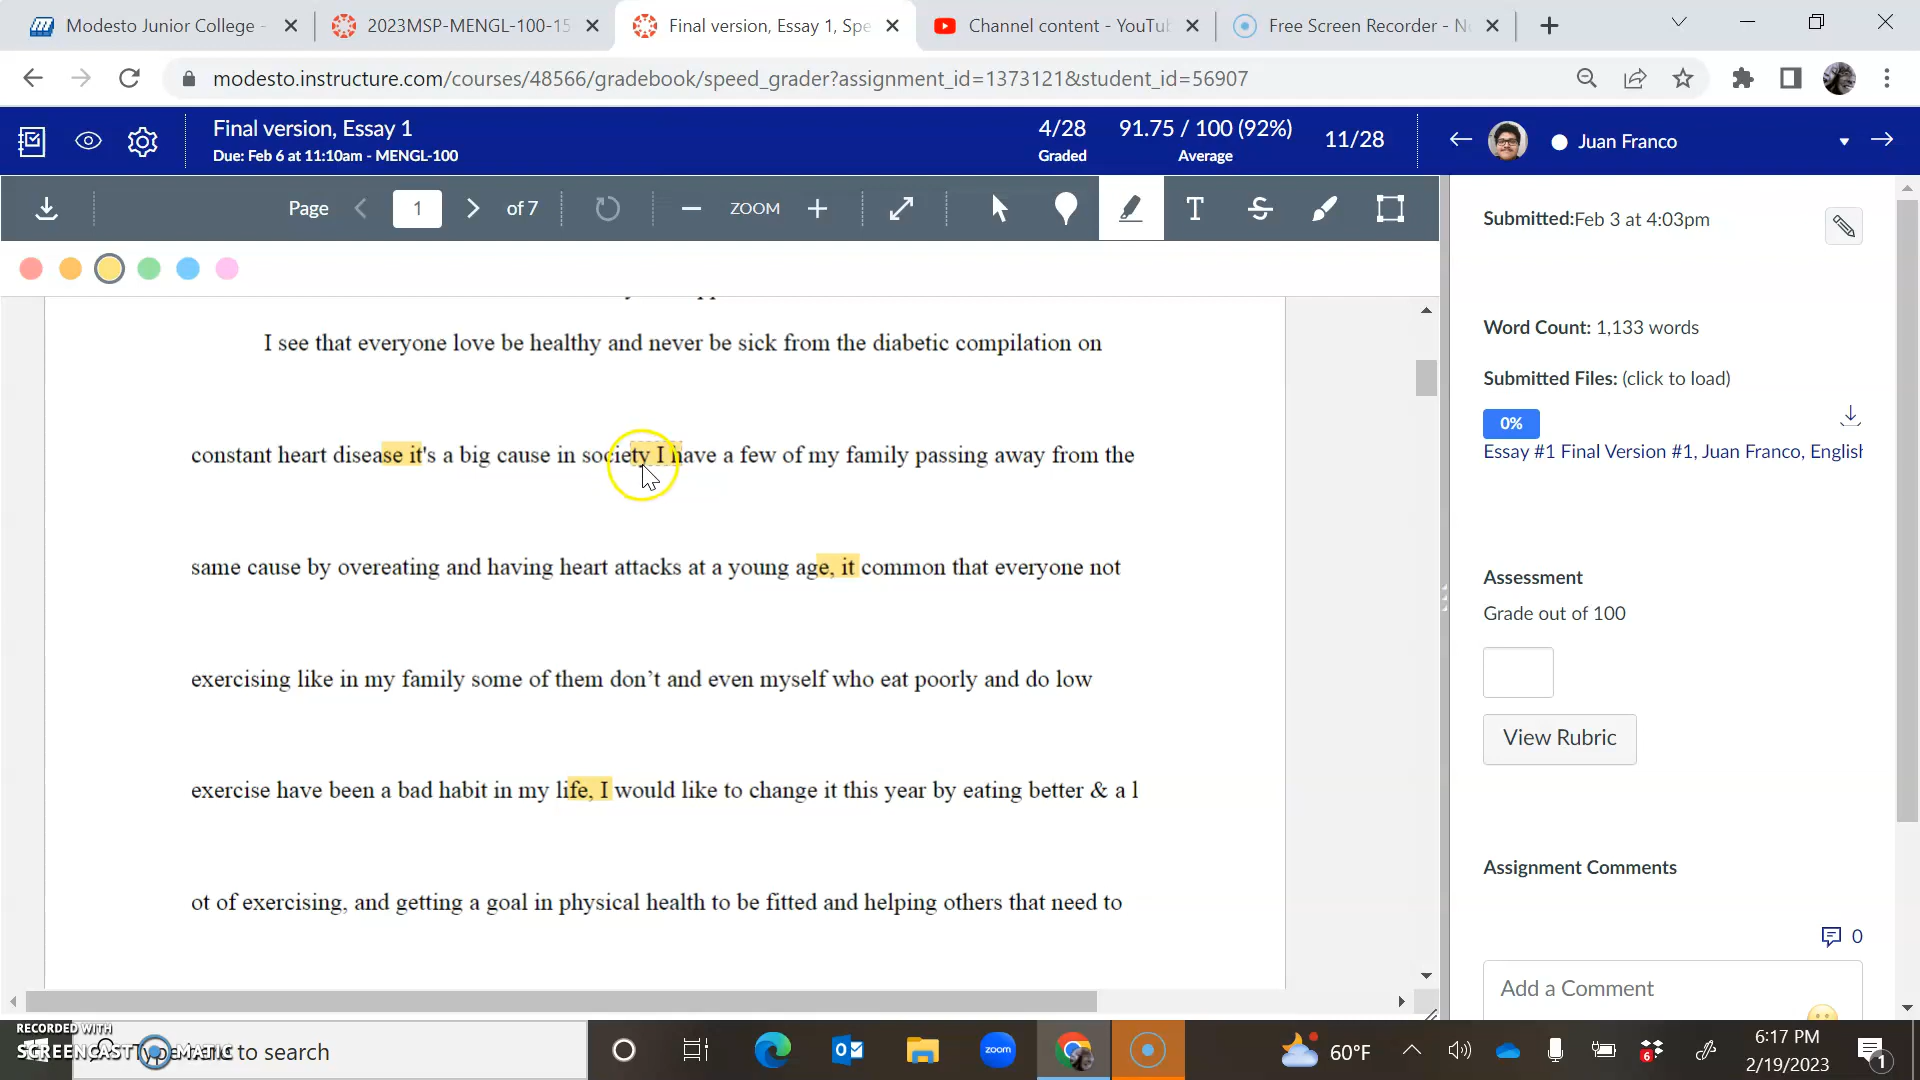 Modesto Junior College -
2023MSP-MENGL-100-15
Final version, Essay 1, Spe
Channel content - YouTu
Free Screen Recorder - N
modesto.instructure.com/courses/48566/gradebook/speed_grader?assignment_id=1373121&student_id=56907
Final version, Essay 1
Due: Feb 6 at 11:10am - MENGL-100
4/28
Graded
91.75 / 100 (92%)
Average
11/28
Juan Franco
Page 1 of 7
ZOOM
T
S
I see that everyone love be healthy and never be sick from the diabetic compilation on
constant heart disease it's a big cause in society I have a few of my family passing away from the
same cause by overeating and having heart attacks at a young age, it common that everyone not
exercising like in my family some of them don’t and even myself who eat poorly and do low
exercise have been a bad habit in my life, I would like to change it this year by eating better & a l
ot of exercising, and getting a goal in physical health to be fitted and helping others that need to
Submitted:Feb 3 at 4:03pm
Word Count: 1,133 words
Submitted Files: (click to load)
0%
Essay #1 Final Version #1, Juan Franco, English
Assessment
Grade out of 100
View Rubric
Assignment Comments
0
Add a Comment
RECORDED WITH
SCREENCAST MATIC
to search
zoom
60°F
6
6:17 PM
2/19/2023
1